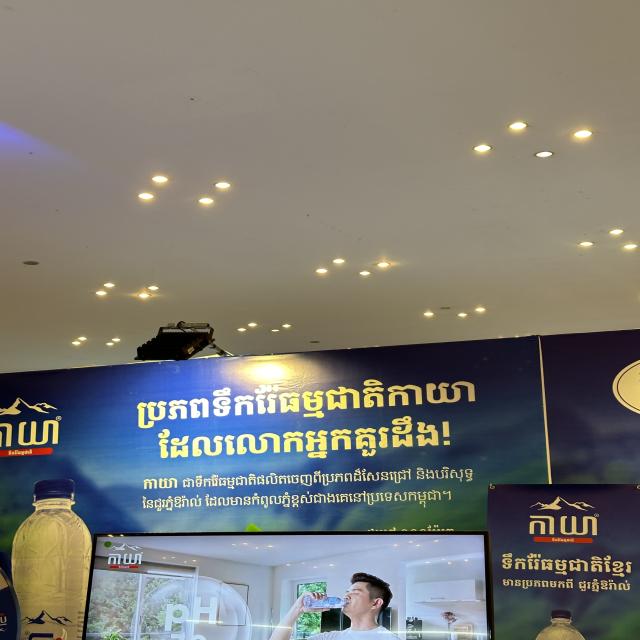 ប្រភពទឹករ៉ែធម្មជាតិកាយា
ដែលលោកអ្នកគួរដឹង!
កាយា
កាយា ជាទឹករ៉ែធម្មជាតិផលិតចេញពីប្រភពដ៏សែនជ្រៅ និងបរិសុទ្ធ
នៃជួរភ្នំឱរ៉ាល់ ដែលមានកំពូលភ្នំខ្ពស់ជាងគេនៅប្រទេសកម្ពុជា។
កាយា
pH
កាយា
ទឹករ៉ែធម្មជាតិខ្មែរ
មានប្រភពមកពី ជួរភ្នំឱរ៉ាល់